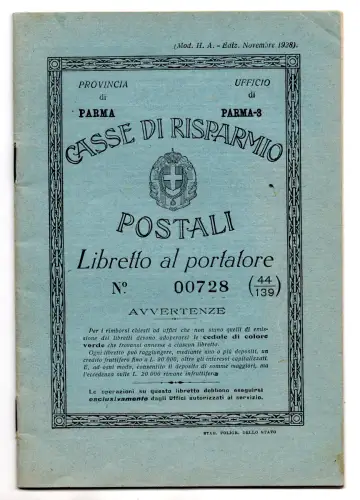 (Mod. H. A. - Ediz. Novembre 1938).
PROVINCIA UFFICIO
di di
PARMA PARMA-3
CASSE DI RISPARMIO
POSTALI
Libretto al portatore
Nº 00728 (44/139)
AVVERTENZE
Per i rimborsi chiesti ad uffici che non siano quelli di emis-
sione dei libretti devono adoperarsi le cedole di colore
verde che trovansi annesse a ciascun libretto.
Ogni libretto può raggiungere, mediante uno o più depositi, un
credito fruttifero fino a L. 20 000, oltre gli interessi capitalizzati
È, ad ogni modo, consentito il deposito di somme maggiori, ma
l'eccedenza sulle L. 20 000 rimane infruttifera
Le operazioni su questo libretto debbono eseguirsi
esclusivamente dagli Uffici autorizzati al servizio.
STAB. POLIGR. DELLO STATO